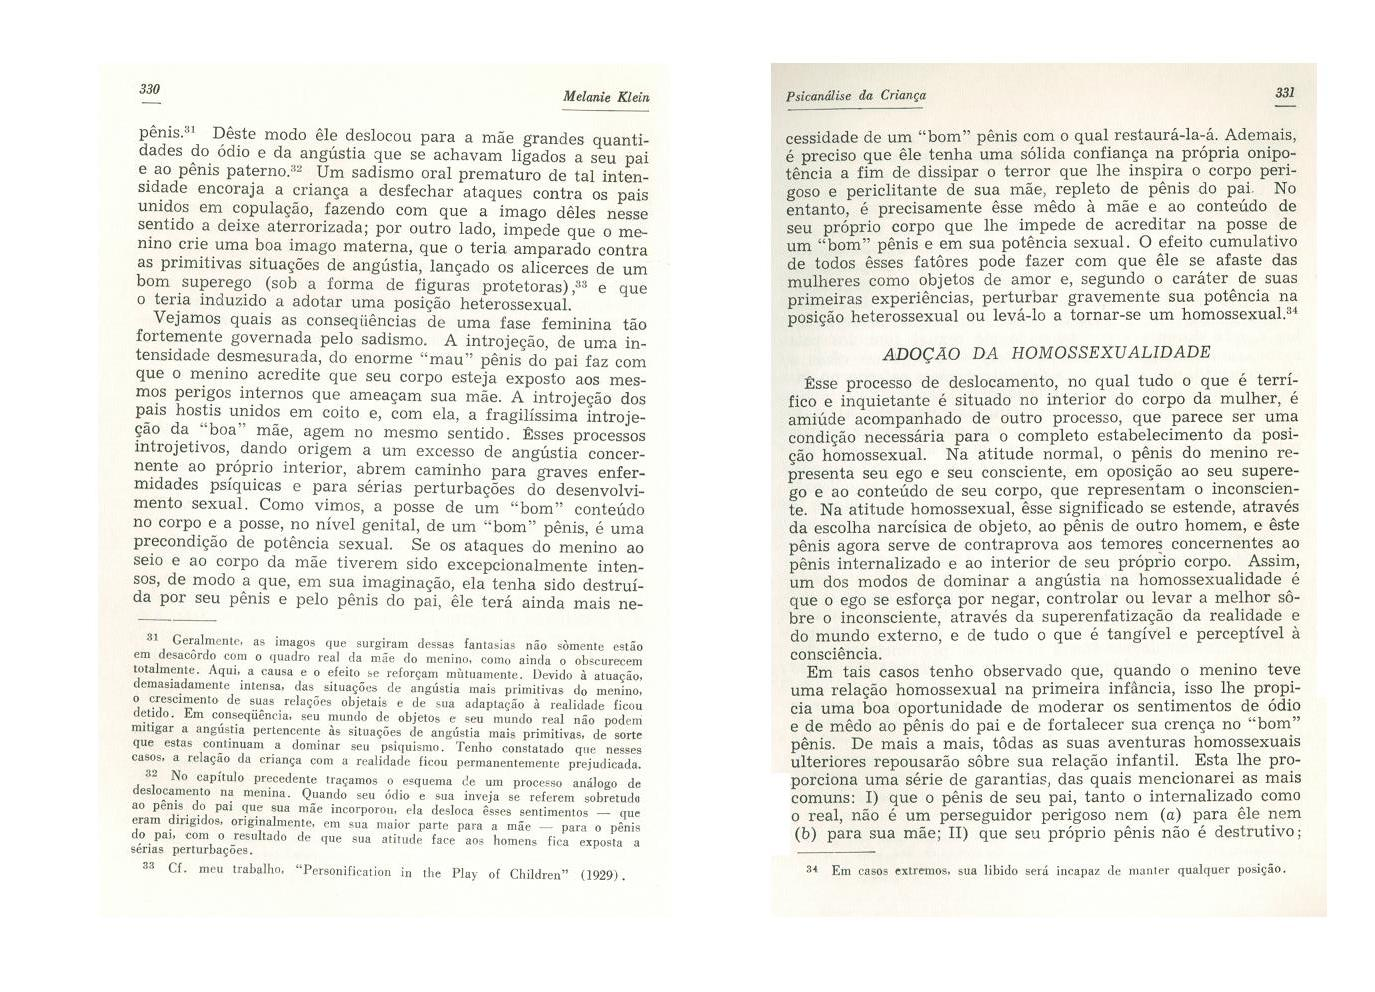 330
Melanie Klein
pênis.³¹ Dêste modo êle deslocou para a mãe grandes quanti-
dades do ódio e da angústia que se achavam ligados a seu pai
e ao pênis paterno.³² Um sadismo oral prematuro de tal inten-
sidade encoraja a criança a desfechar ataques contra os pais
unidos em copulação, fazendo com que a imago dêles nesse
sentido a deixe aterrorizada; por outro lado, impede que o me-
nino crie uma boa imago materna, que o teria amparado contra
as primitivas situações de angústia, lançado os alicerces de um
bom superego (sob a forma de figuras protetoras),³³ e que
o teria induzido a adotar uma posição heterossexual.
Vejamos quais as conseqüências de uma fase feminina tão
fortemente governada pelo sadismo. A introjeção, de uma in-
tensidade desmesurada, do enorme "mau" pênis do pai faz com
que o menino acredite que seu corpo esteja exposto aos mes-
mos perigos internos que ameaçam sua mãe. A introjeção dos
pais hostis unidos em coito e, com ela, a fragilíssima introje-
ção da "boa" mãe, agem no mesmo sentido. Êsses processos
introjetivos, dando origem a um excesso de angústia concer-
nente ao próprio interior, abrem caminho para graves enfer-
midades psíquicas e para sérias perturbações do desenvolvi-
mento sexual. Como vimos, a posse de um "bom" conteúdo
no corpo e a posse, no nível genital, de um "bom" pênis, é uma
precondição de potência sexual. Se os ataques do menino ao
seio e ao corpo da mãe tiverem sido excepcionalmente inten-
sos, de modo a que, em sua imaginação, ela tenha sido destruí-
da por seu pênis e pelo pênis do pai, êle terá ainda mais ne-
31 Geralmente, as imagos que surgiram dessas fantasias não sòmente estão
em desacôrdo com o quadro real da mãe do menino, como ainda o obscurecem
totalmente. Aqui, a causa e o efeito se reforçam mùtuamente. Devido à atuação,
demasiadamente intensa, das situações de angústia mais primitivas do menino,
o crescimento de suas relações objetais e de sua adaptação à realidade ficou
detido. Em conseqüência, seu mundo de objetos e seu mundo real não podem
mitigar a angústia pertencente às situações de angústia mais primitivas, de sorte
que estas continuam a dominar seu psiquismo. Tenho constatado que nesses
casos, a relação da criança com a realidade ficou permanentemente prejudicada.
32 No capítulo precedente traçamos o esquema de um processo análogo de
deslocamento na menina. Quando seu ódio e sua inveja se referem sobretudo
ao pênis do pai que sua mãe incorporou, ela desloca êsses sentimentos — que
eram dirigidos, originalmente, em sua maior parte para a mãe — para o pênis
do pai, com o resultado de que sua atitude face aos homens fica exposta a
sérias perturbações.
33 Cf. meu trabalho, "Personification in the Play of Children" (1929).
Psicanálise da Criança
331
cessidade de um "bom" pênis com o qual restaurá-la-á. Ademais,
é preciso que êle tenha uma sólida confiança na própria onipo-
tência a fim de dissipar o terror que lhe inspira o corpo peri-
goso e periclitante de sua mãe, repleto de pênis do pai. No
entanto, é precisamente êsse mêdo à mãe e ao conteúdo de
seu próprio corpo que lhe impede de acreditar na posse de
um "bom" pênis e em sua potência sexual. O efeito cumulativo
de todos êsses fatôres pode fazer com que êle se afaste das
mulheres como objetos de amor e, segundo o caráter de suas
primeiras experiências, perturbar gravemente sua potência na
posição heterossexual ou levá-lo a tornar-se um homossexual.³⁴
ADOÇÃO DA HOMOSSEXUALIDADE
Êsse processo de deslocamento, no qual tudo o que é terrí-
fico e inquietante é situado no interior do corpo da mulher, é
amiúde acompanhado de outro processo, que parece ser uma
condição necessária para o completo estabelecimento da posi-
ção homossexual. Na atitude normal, o pênis do menino re-
presenta seu ego e seu consciente, em oposição ao seu supere-
go e ao conteúdo de seu corpo, que representam o inconscien-
te. Na atitude homossexual, êsse significado se estende, através
da escolha narcísica de objeto, ao pênis de outro homem, e êste
pênis agora serve de contraprova aos temores concernentes ao
pênis internalizado e ao interior de seu próprio corpo. Assim,
um dos modos de dominar a angústia na homossexualidade é
que o ego se esforça por negar, controlar ou levar a melhor sô-
bre o inconsciente, através da superenfatização da realidade e
do mundo externo, e de tudo o que é tangível e perceptível à
consciência.
Em tais casos tenho observado que, quando o menino teve
uma relação homossexual na primeira infância, isso lhe propi-
cia uma boa oportunidade de moderar os sentimentos de ódio
e de mêdo ao pênis do pai e de fortalecer sua crença no "bom"
pênis. De mais a mais, tôdas as suas aventuras homossexuais
ulteriores repousarão sôbre sua relação infantil. Esta lhe pro-
porciona uma série de garantias, das quais mencionarei as mais
comuns: I) que o pênis de seu pai, tanto o internalizado como
o real, não é um perseguidor perigoso nem (a) para êle nem
(b) para sua mãe; II) que seu próprio pênis não é destrutivo;
34 Em casos extremos, sua libido será incapaz de manter qualquer posição.